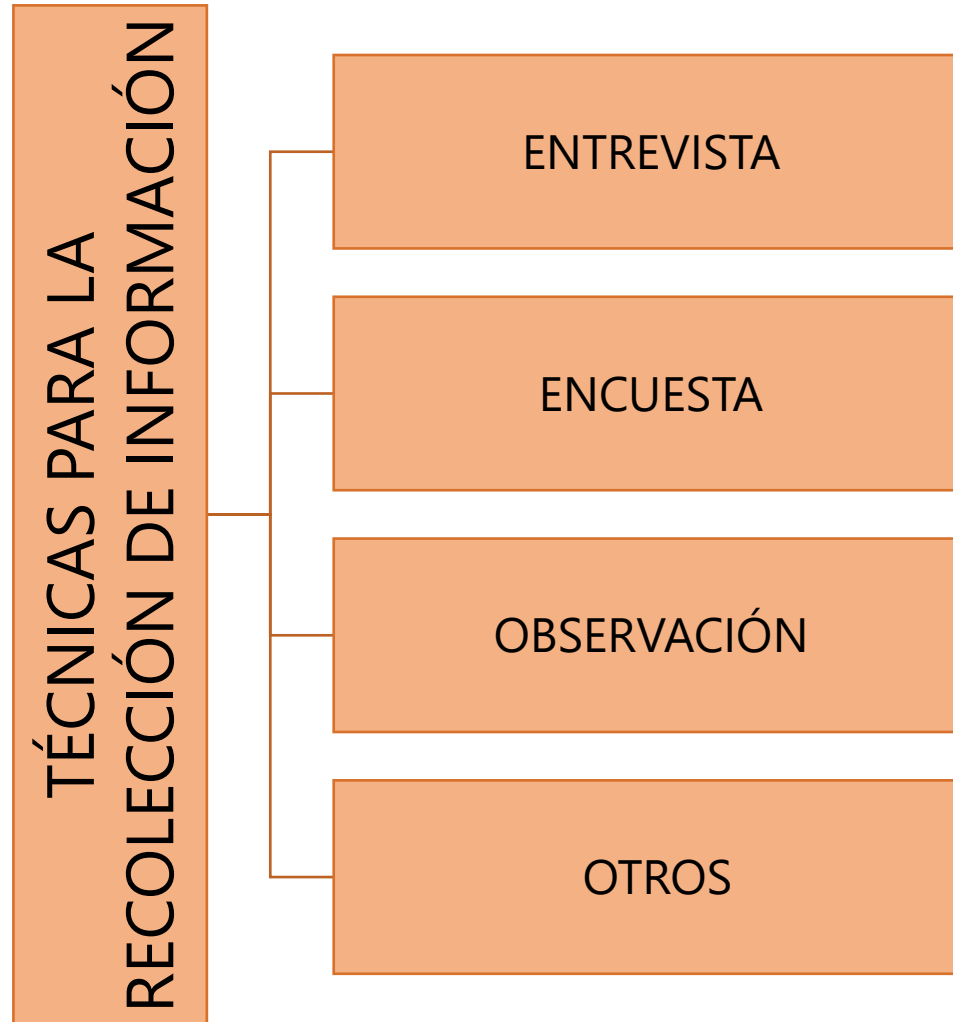 TÉCNICAS PARA LA
RECOLECCIÓN DE INFORMACIÓN
ENTREVISTA
ENCUESTA
OBSERVACIÓN
OTROS